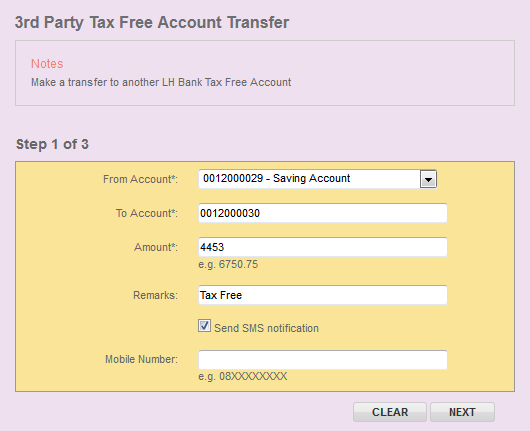 3rd Party Tax Free Account Transfer
Notes
Make a transfer to another LH Bank Tax Free Account
Step 1 of 3
From Account*: 0012000029 - Saving Account
To Account*: 0012000030
Amount*: 4453
e.g. 6750.75
Remarks: Tax Free
Send SMS notification
Mobile Number:
e.g. 08XXXXXXXX
CLEAR NEXT